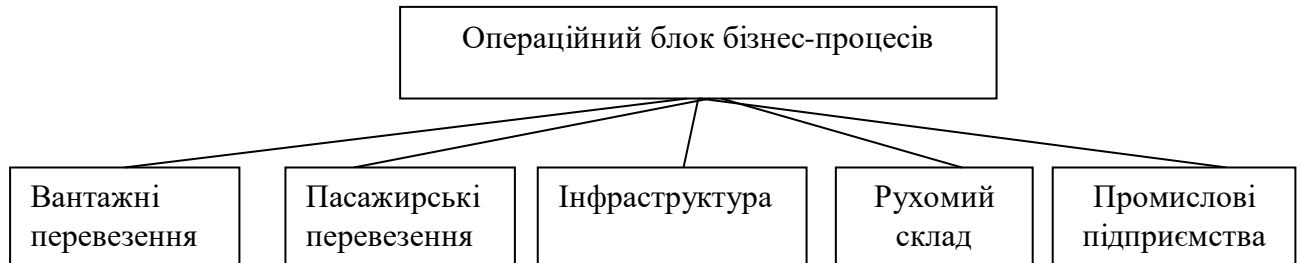 Операційний блок бізнес-процесів
Вантажні
перевезення
Пасажирські
перевезення
Інфраструктура
Рухомий
склад
Промислові
підприємства